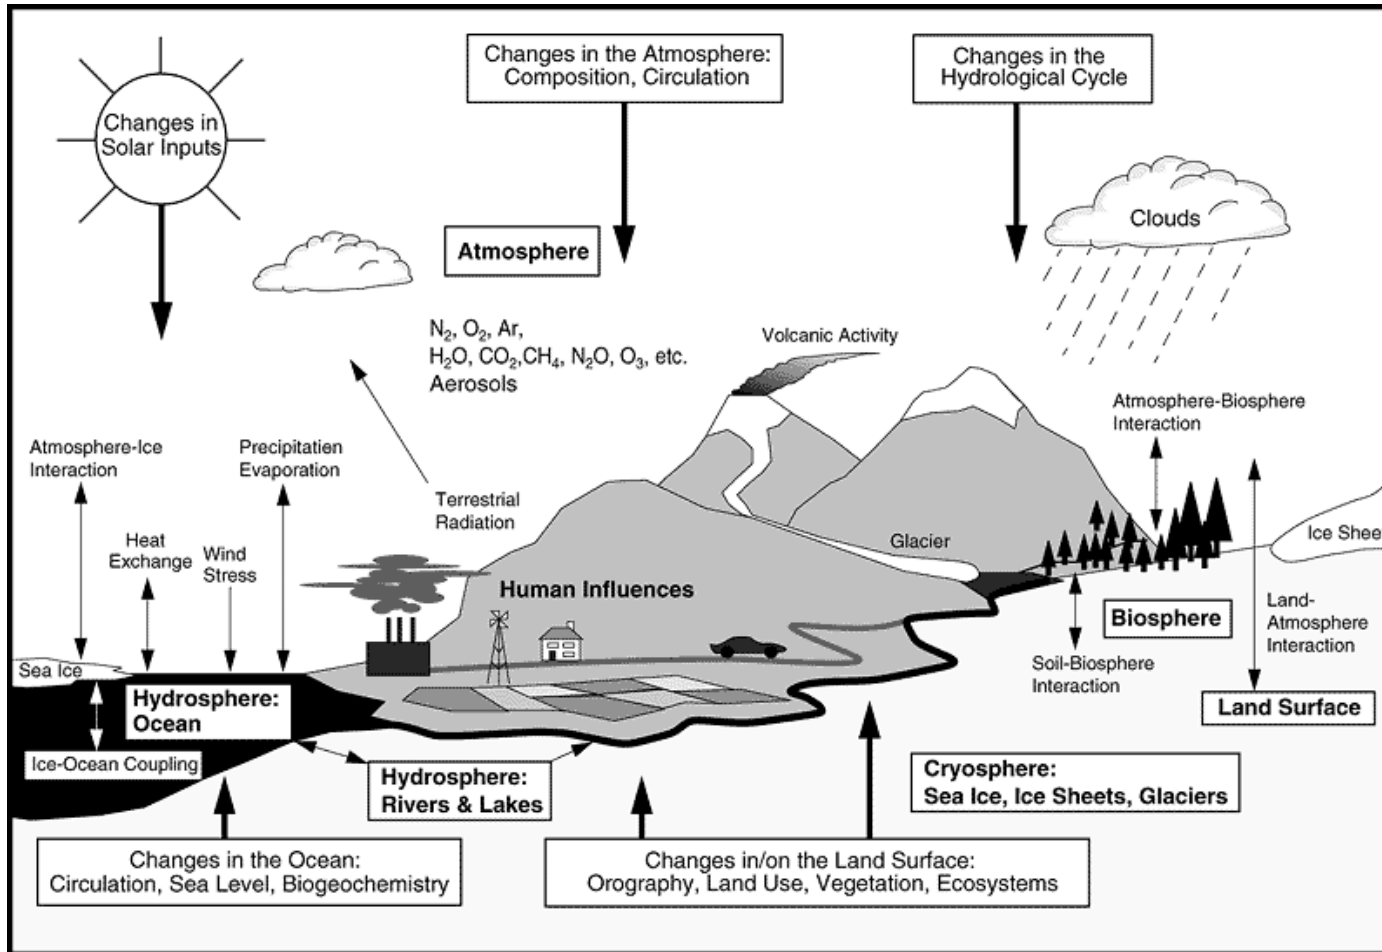 Changes in
Solar Inputs
Changes in the Atmosphere:
Composition, Circulation
Changes in the
Hydrological Cycle
Clouds
Atmosphere
N₂, O₂, Ar,
H₂O, CO₂,CH₄, N₂O, O₃, etc.
Aerosols
Volcanic Activity
Atmosphere-Biosphere
Interaction
Atmosphere-Ice
Interaction
Precipitation
Evaporation
Terrestrial
Radiation
Heat
Exchange
Wind
Stress
Glacier
Ice Shee
Human Influences
Biosphere
Land-
Atmosphere
Interaction
Soil-Biosphere
Interaction
Sea Ice
Hydrosphere:
Ocean
Land Surface
Ice-Ocean Coupling
Hydrosphere:
Rivers & Lakes
Cryosphere:
Sea Ice, Ice Sheets, Glaciers
Changes in the Ocean:
Circulation, Sea Level, Biogeochemistry
Changes in/on the Land Surface:
Orography, Land Use, Vegetation, Ecosystems